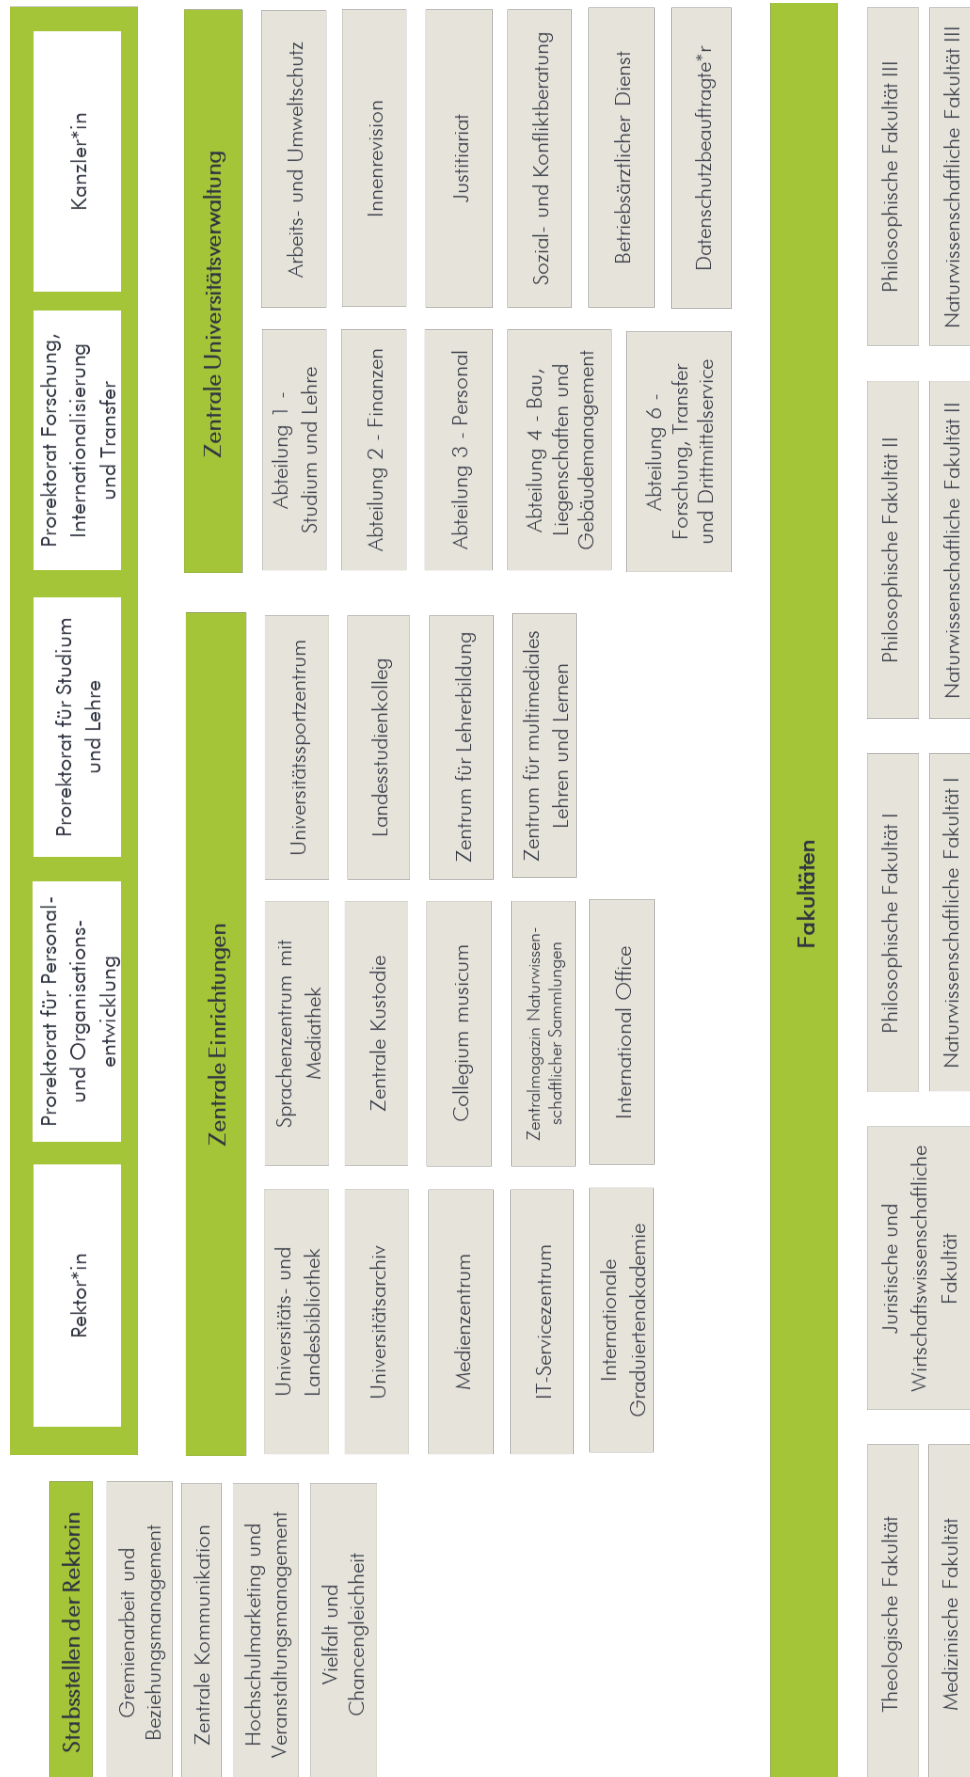 Rektor*in
Prorektorat für Personal-
und Organisations-
entwicklung
Prorektorat für Studium
und Lehre
Prorektorat Forschung,
Internationalisierung
und Transfer
Kanzler*in
Stabsstellen der Rektorin
Gremienarbeit und
Beziehungsmanagement
Zentrale Kommunikation
Hochschulmarketing und
Veranstaltungsmanagement
Vielfalt und
Chancengleichheit
Zentrale Einrichtungen
Universitäts- und
Landesbibliothek
Sprachenzentrum mit
Mediathek
Universitätssportzentrum
Universitätsarchiv
Zentrale Kustodie
Landesstudienkolleg
Medienzentrum
Collegium musicum
Zentrum für Lehrerbildung
IT-Servicezentrum
Zentralmagazin Naturwissen-
schaftlicher Sammlungen
Zentrum für multimediales
Lehren und Lernen
Internationale
Graduiertenakademie
International Office
Zentrale Universitätsverwaltung
Abteilung 1 -
Studium und Lehre
Arbeits- und Umweltschutz
Abteilung 2 - Finanzen
Innenrevision
Abteilung 3 - Personal
Justitiariat
Abteilung 4 - Bau,
Liegenschaften und
Gebäudemanagement
Sozial- und Konfliktberatung
Betriebsärztlicher Dienst
Abteilung 6 -
Forschung, Transfer
und Drittmittelservice
Datenschutzbeauftragte*r
Fakultäten
Theologische Fakultät
Juristische und
Wirtschaftswissenschaftliche
Fakultät
Philosophische Fakultät I
Philosophische Fakultät II
Philosophische Fakultät III
Medizinische Fakultät
Naturwissenschaftliche Fakultät I
Naturwissenschaftliche Fakultät II
Naturwissenschaftliche Fakultät III